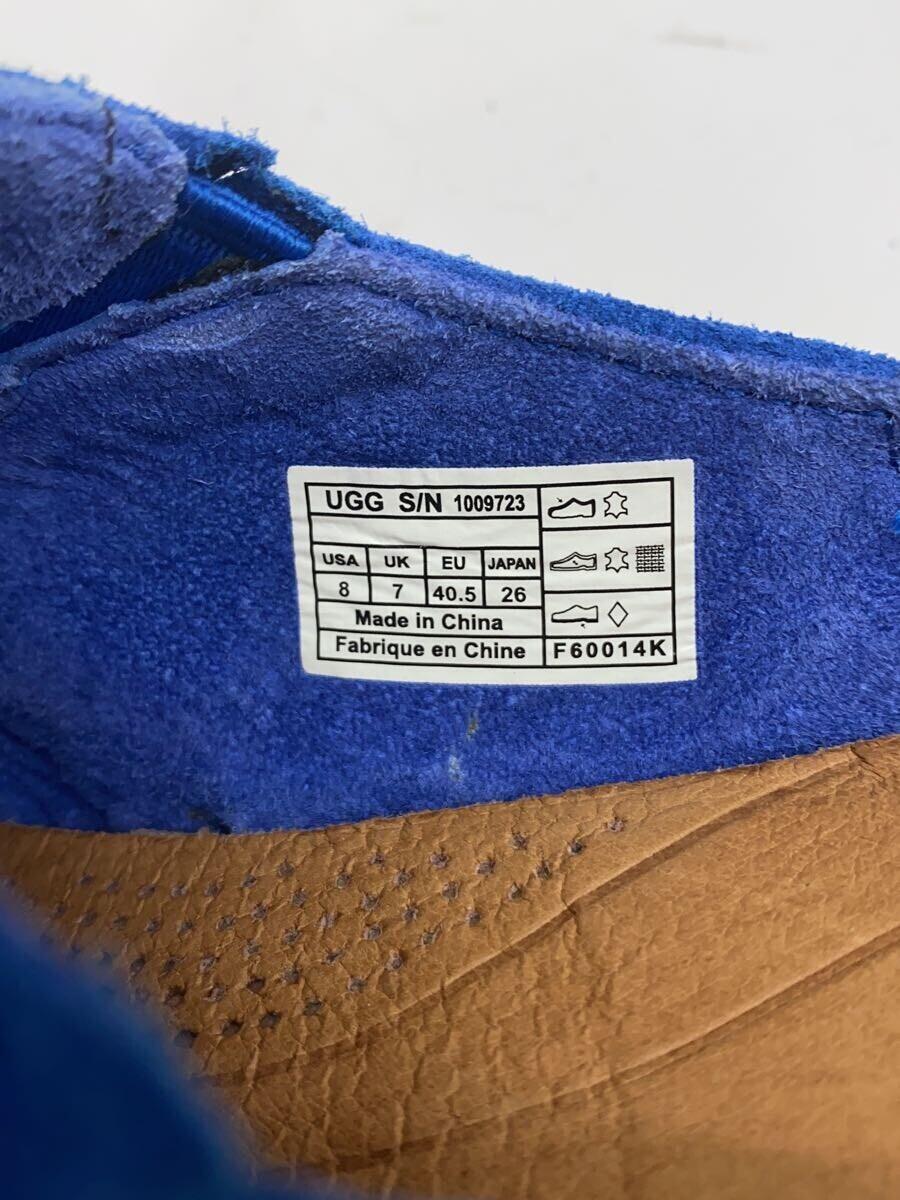 UGG S/N 1009723
USA UK EU JAPAN
8 7 40.5 26
Made in China
Fabrique en Chine
F60014K